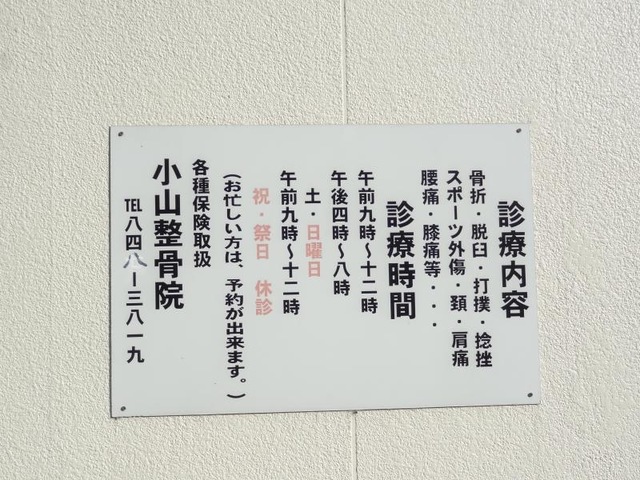 診療内容
骨折・脱臼・打撲・捻挫
スポーツ外傷・頚・肩痛
腰痛・膝痛等・・・
診療時間
午前九時〜十二時
午後四時〜八時
土・日曜日
午前九時〜十二時
祝・祭日　休診
（お忙しい方は、予約が出来ます。）
各種保険取扱
小山整骨院
TEL八四八ー三八一九